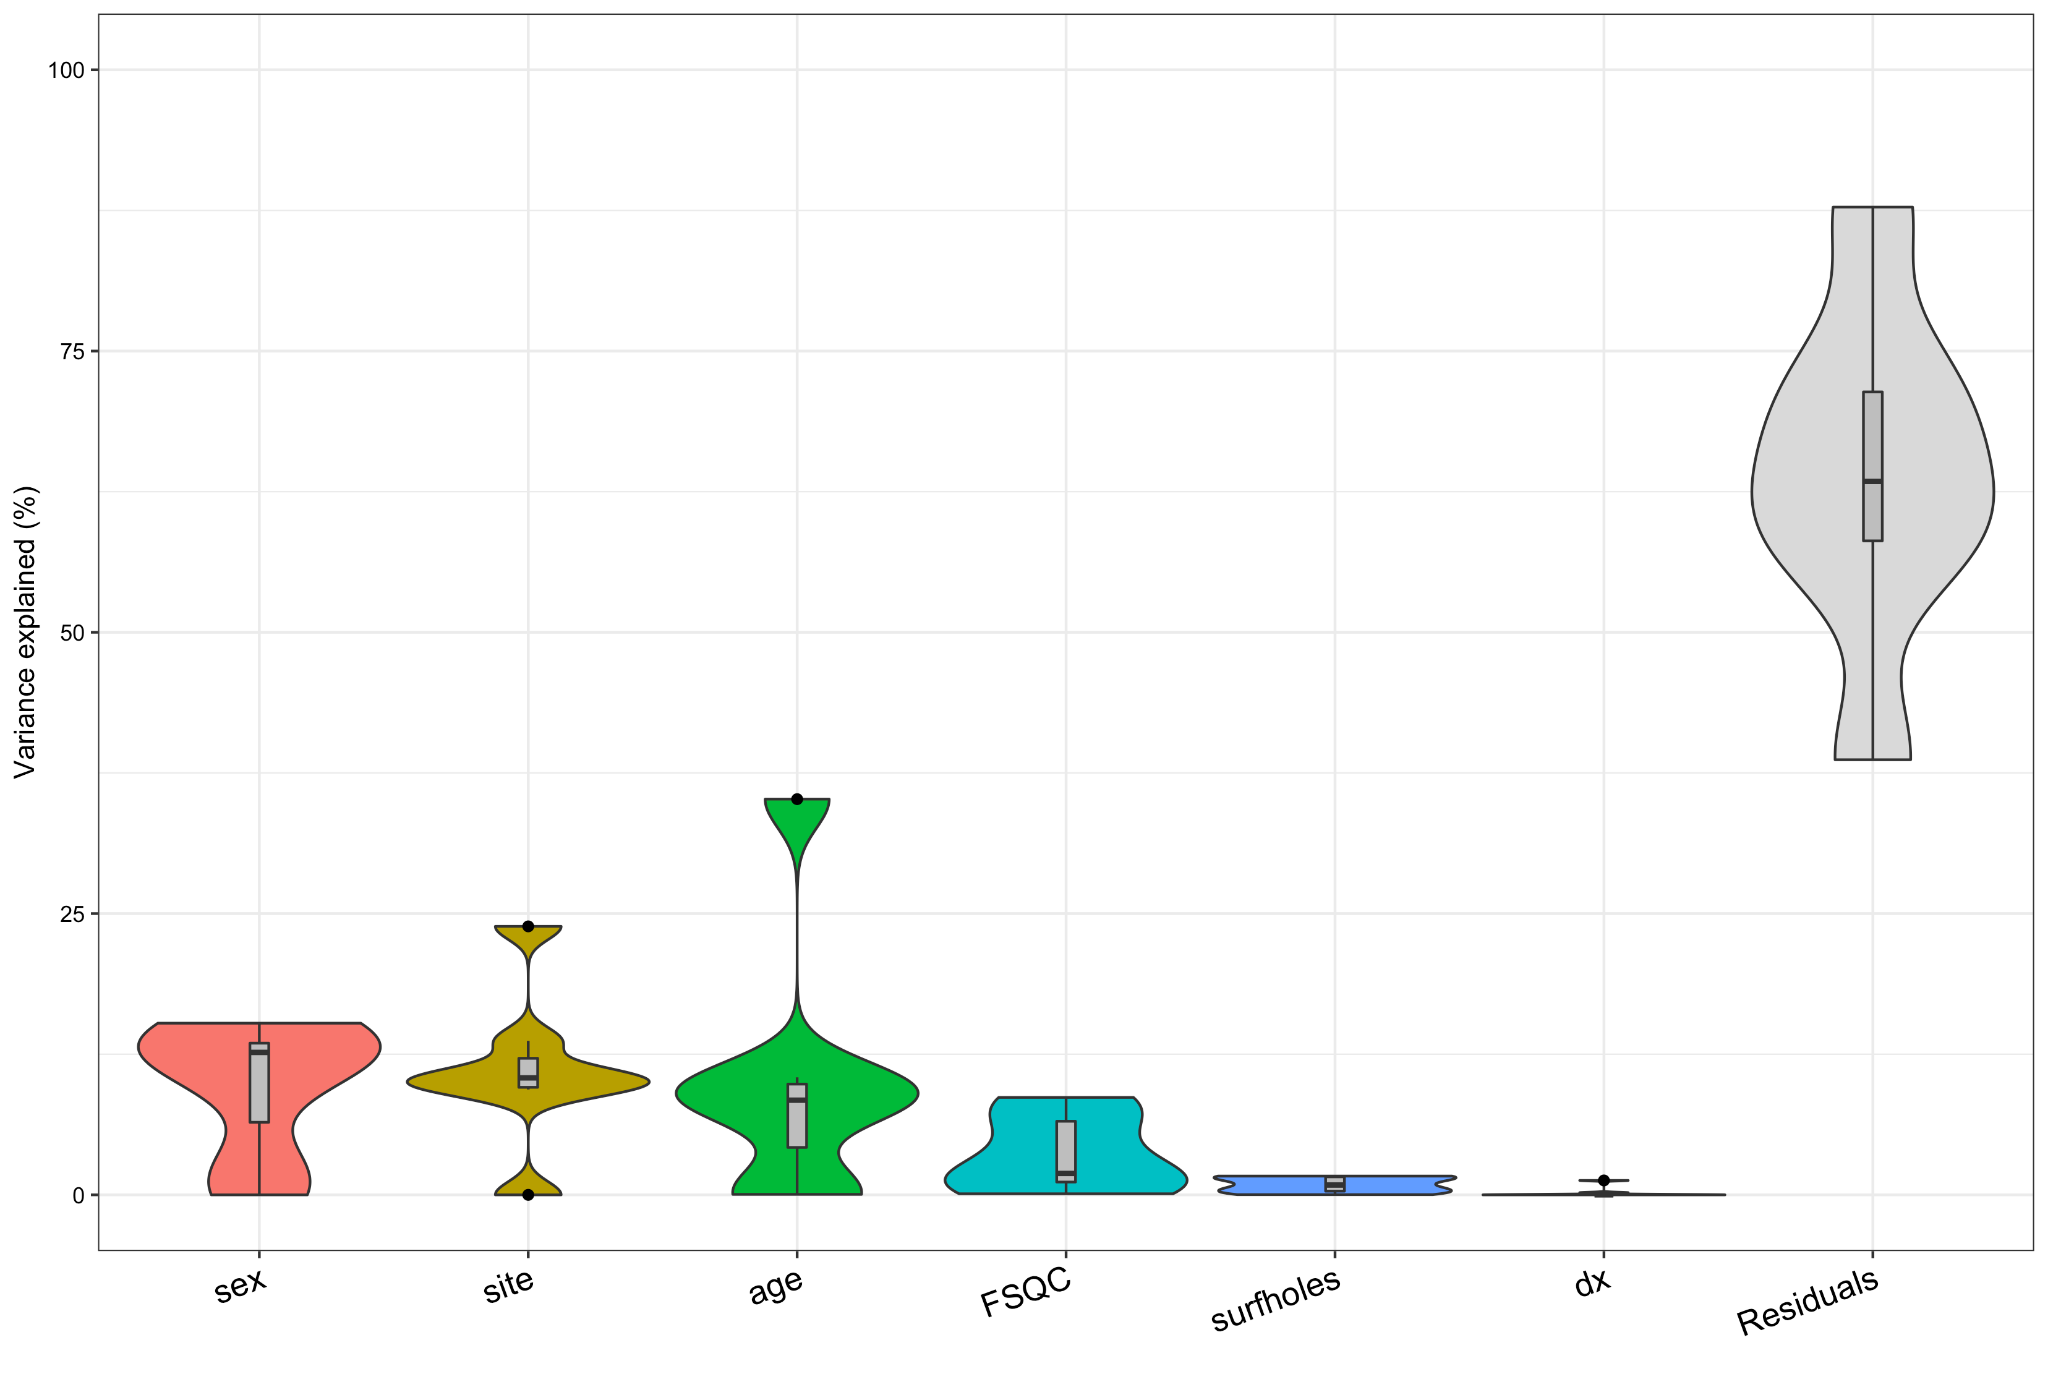 Variance explained (%)
100
75
50
25
0
sex
site
age
FSQC
surfholes
dx
Residuals